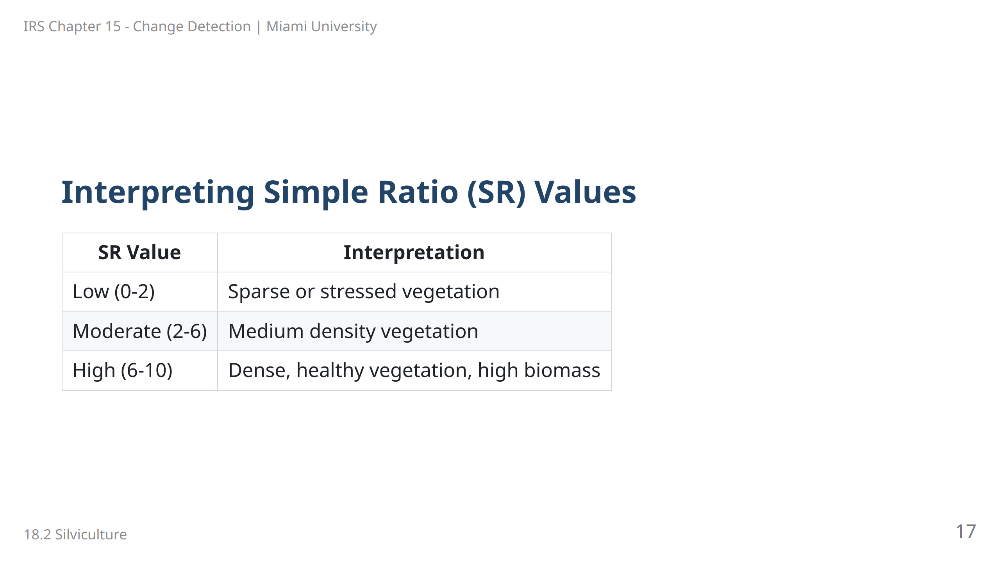 IRS Chapter 15 - Change Detection | Miami University
Interpreting Simple Ratio (SR) Values
SR Value Interpretation
Low (0-2) Sparse or stressed vegetation
Moderate (2-6) Medium density vegetation
High (6-10) Dense, healthy vegetation, high biomass
18.2 Silviculture
17